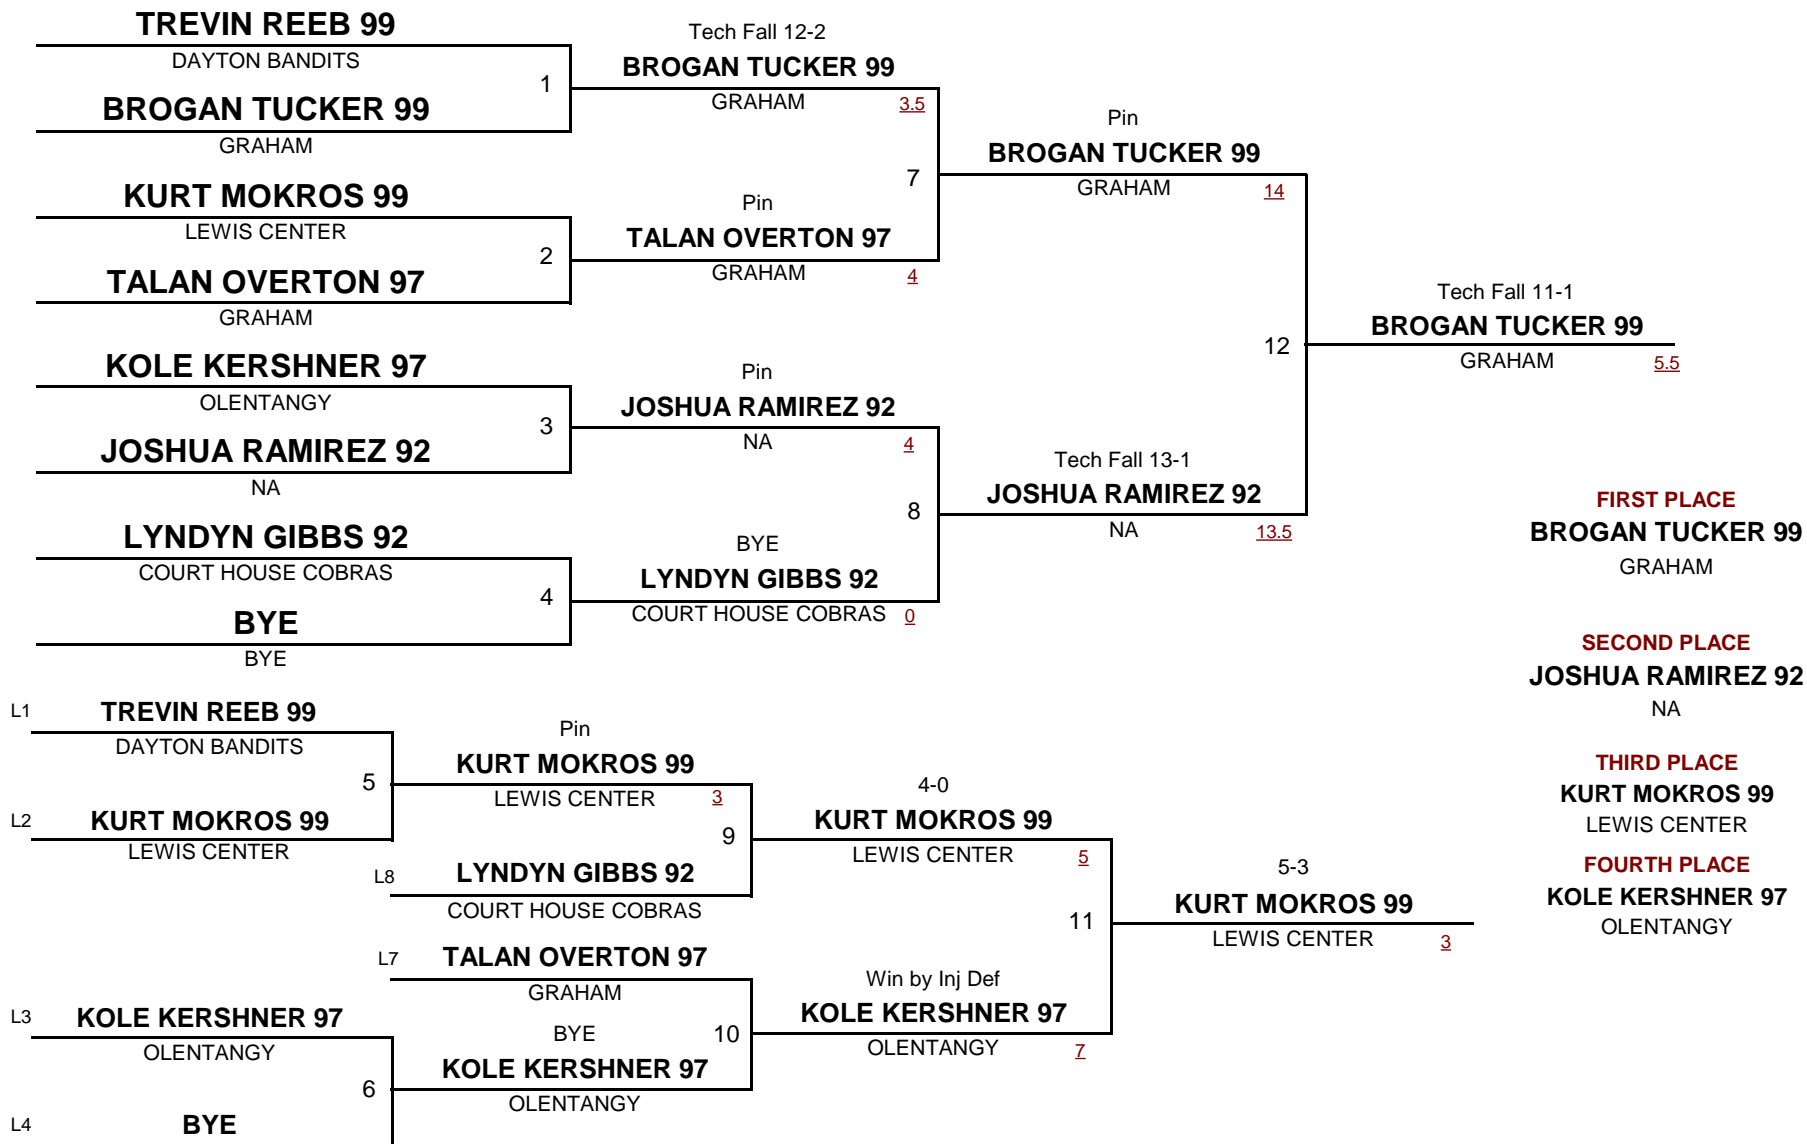 TREVIN REEB 99
DAYTON BANDITS
1
BROGAN TUCKER 99
GRAHAM
KURT MOKROS 99
LEWIS CENTER
2
TALAN OVERTON 97
GRAHAM
KOLE KERSHNER 97
OLENTANGY
3
JOSHUA RAMIREZ 92
NA
LYNDYN GIBBS 92
COURT HOUSE COBRAS
4
BYE
BYE
Tech Fall 12-2
BROGAN TUCKER 99
GRAHAM 3.5
7
Pin
TALAN OVERTON 97
GRAHAM 4
Pin
JOSHUA RAMIREZ 92
NA 4
8
BYE
LYNDYN GIBBS 92
COURT HOUSE COBRAS 0
Pin
BROGAN TUCKER 99
GRAHAM 14
12
Tech Fall 13-1
JOSHUA RAMIREZ 92
NA 13.5
Tech Fall 11-1
BROGAN TUCKER 99
GRAHAM 5.5
FIRST PLACE
BROGAN TUCKER 99
GRAHAM
SECOND PLACE
JOSHUA RAMIREZ 92
NA
THIRD PLACE
KURT MOKROS 99
LEWIS CENTER
FOURTH PLACE
KOLE KERSHNER 97
OLENTANGY
L1 TREVIN REEB 99
DAYTON BANDITS
5
L2 KURT MOKROS 99
LEWIS CENTER
L3 KOLE KERSHNER 97
OLENTANGY
6
L4 BYE
Pin
KURT MOKROS 99
LEWIS CENTER 3
9
L8 LYNDYN GIBBS 92
COURT HOUSE COBRAS
L7 TALAN OVERTON 97
GRAHAM
BYE 10
KOLE KERSHNER 97
OLENTANGY
4-0
KURT MOKROS 99
LEWIS CENTER 5
11
Win by Inj Def
KOLE KERSHNER 97
OLENTANGY 7
5-3
KURT MOKROS 99
LEWIS CENTER 3